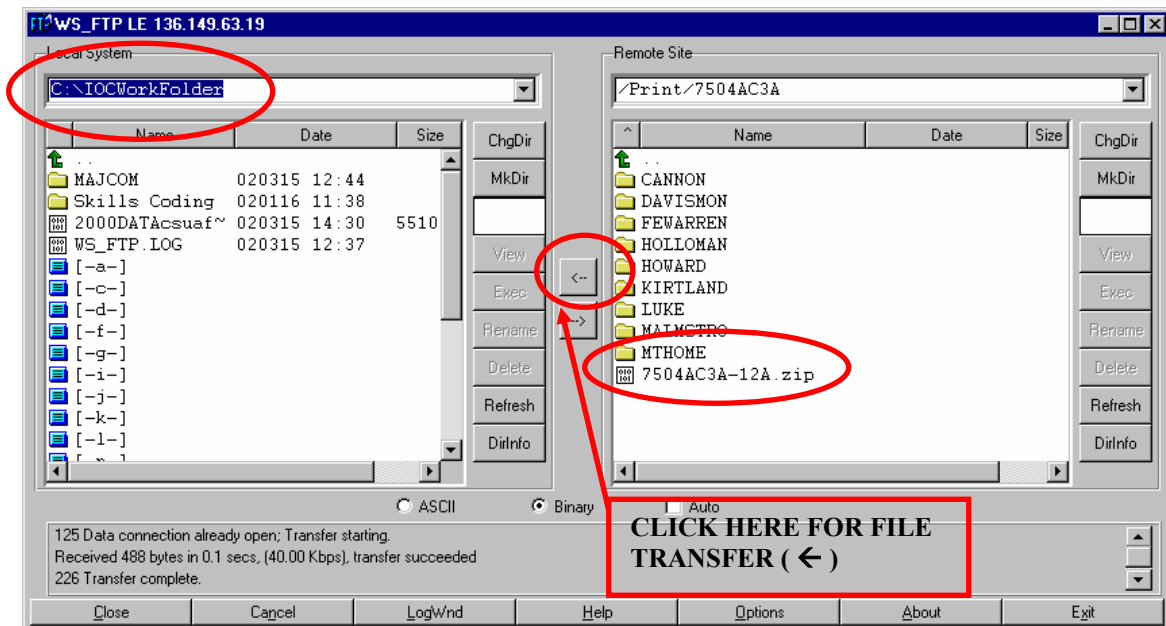 WS_FTP LE 136.149.63.19
Local System
C:\IOCWorkFolder
Name Date Size
..
MAJCOM 020315 12:44
Skills Coding 020116 11:38
2000DATAcsuaf~ 020315 14:30 5510
WS_FTP.LOG 020315 12:37
[-a-]
[-c-]
[-d-]
[-f-]
[-g-]
[-i-]
[-j-]
[-k-]
[-l-]
ChgDir
MkDir
View
Exec
Rename
Delete
Refresh
DirInfo
<--
-->
Remote Site
/Print/7504AC3A
^ Name Date Size
..
CANNON
DAVISMON
FEWARREN
HOLLOMAN
HOWARD
KIRTLAND
LUKE
MALMSTRO
MTHOME
7504AC3A-12A.zip
ChgDir
MkDir
View
Exec
Rename
Delete
Refresh
DirInfo
ASCII Binary Auto
CLICK HERE FOR FILE
TRANSFER ( ← )
125 Data connection already open; Transfer starting.
Received 488 bytes in 0.1 secs, (40.00 Kbps), transfer succeeded
226 Transfer complete.
Close Cancel LogWnd Help Options About Exit